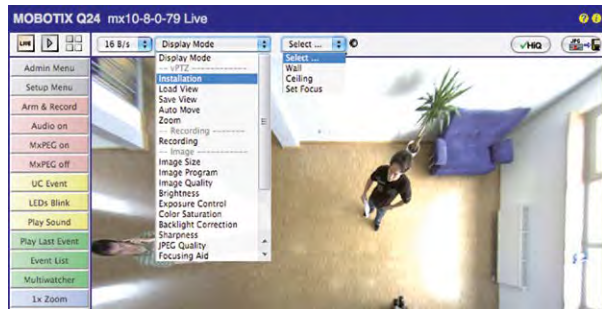 MOBOTIX Q24 mx10-8-0-79 Live
LIVE
16 B/s Display Mode Select ... vHiQ
Display Mode
-- vPTZ --
Installation
Load View
Save View
Auto Move
Zoom
-- Recording --------
Recording
-- Image ----------
Image Size
Image Program
Image Quality
Brightness
Exposure Control
Color Saturation
Backlight Correction
Sharpness
JPEG Quality
Focusing Aid
Select ...
Wall
Ceiling
Set Focus
Admin Menu
Setup Menu
Arm & Record
Audio on
MxPEG on
MxPEG off
UC Event
LEDs Blink
Play Sound
Play Last Event
Event List
Multiwatcher
1x Zoom